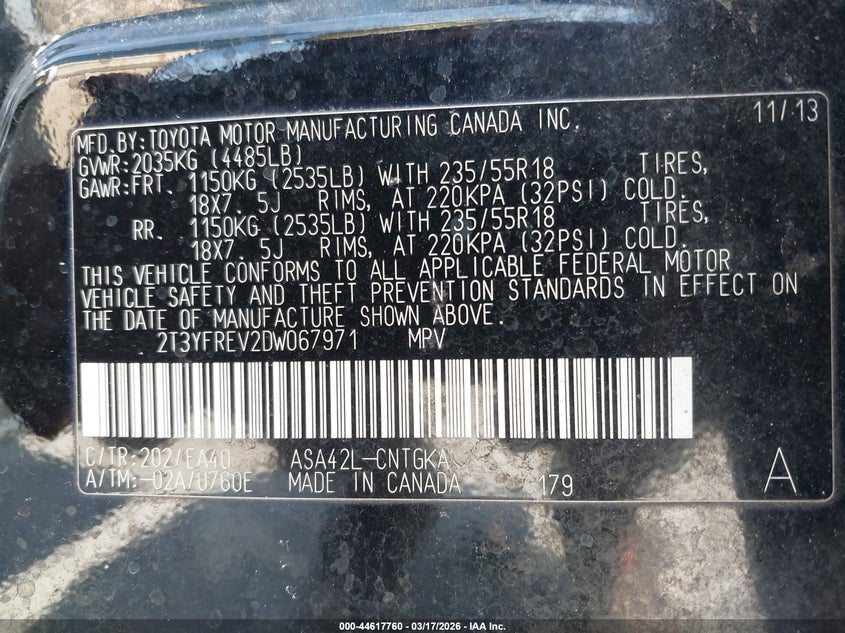 11/13
MFD.BY:TOYOTA MOTOR MANUFACTURING CANADA INC.
GVWR:2035KG (4485LB)
GAWR:FRT. 1150KG (2535LB) WITH 235/55R18 TIRES,
18X7.5J RIMS, AT 220KPA (32PSI) COLD.
RR. 1150KG (2535LB) WITH 235/55R18 TIRES,
18X7.5J RIMS, AT 220KPA (32PSI) COLD.
THIS VEHICLE CONFORMS TO ALL APPLICABLE FEDERAL MOTOR
VEHICLE SAFETY AND THEFT PREVENTION STANDARDS IN EFFECT ON
THE DATE OF MANUFACTURE SHOWN ABOVE.
2T3YFREV2DW067971 MPV
C/TR:202/EA40 ASA42L-CNTGKA
A/TM:-02A/U760E MADE IN CANADA 179 A
000-44617760 - 03/17/2026 - IAA Inc.